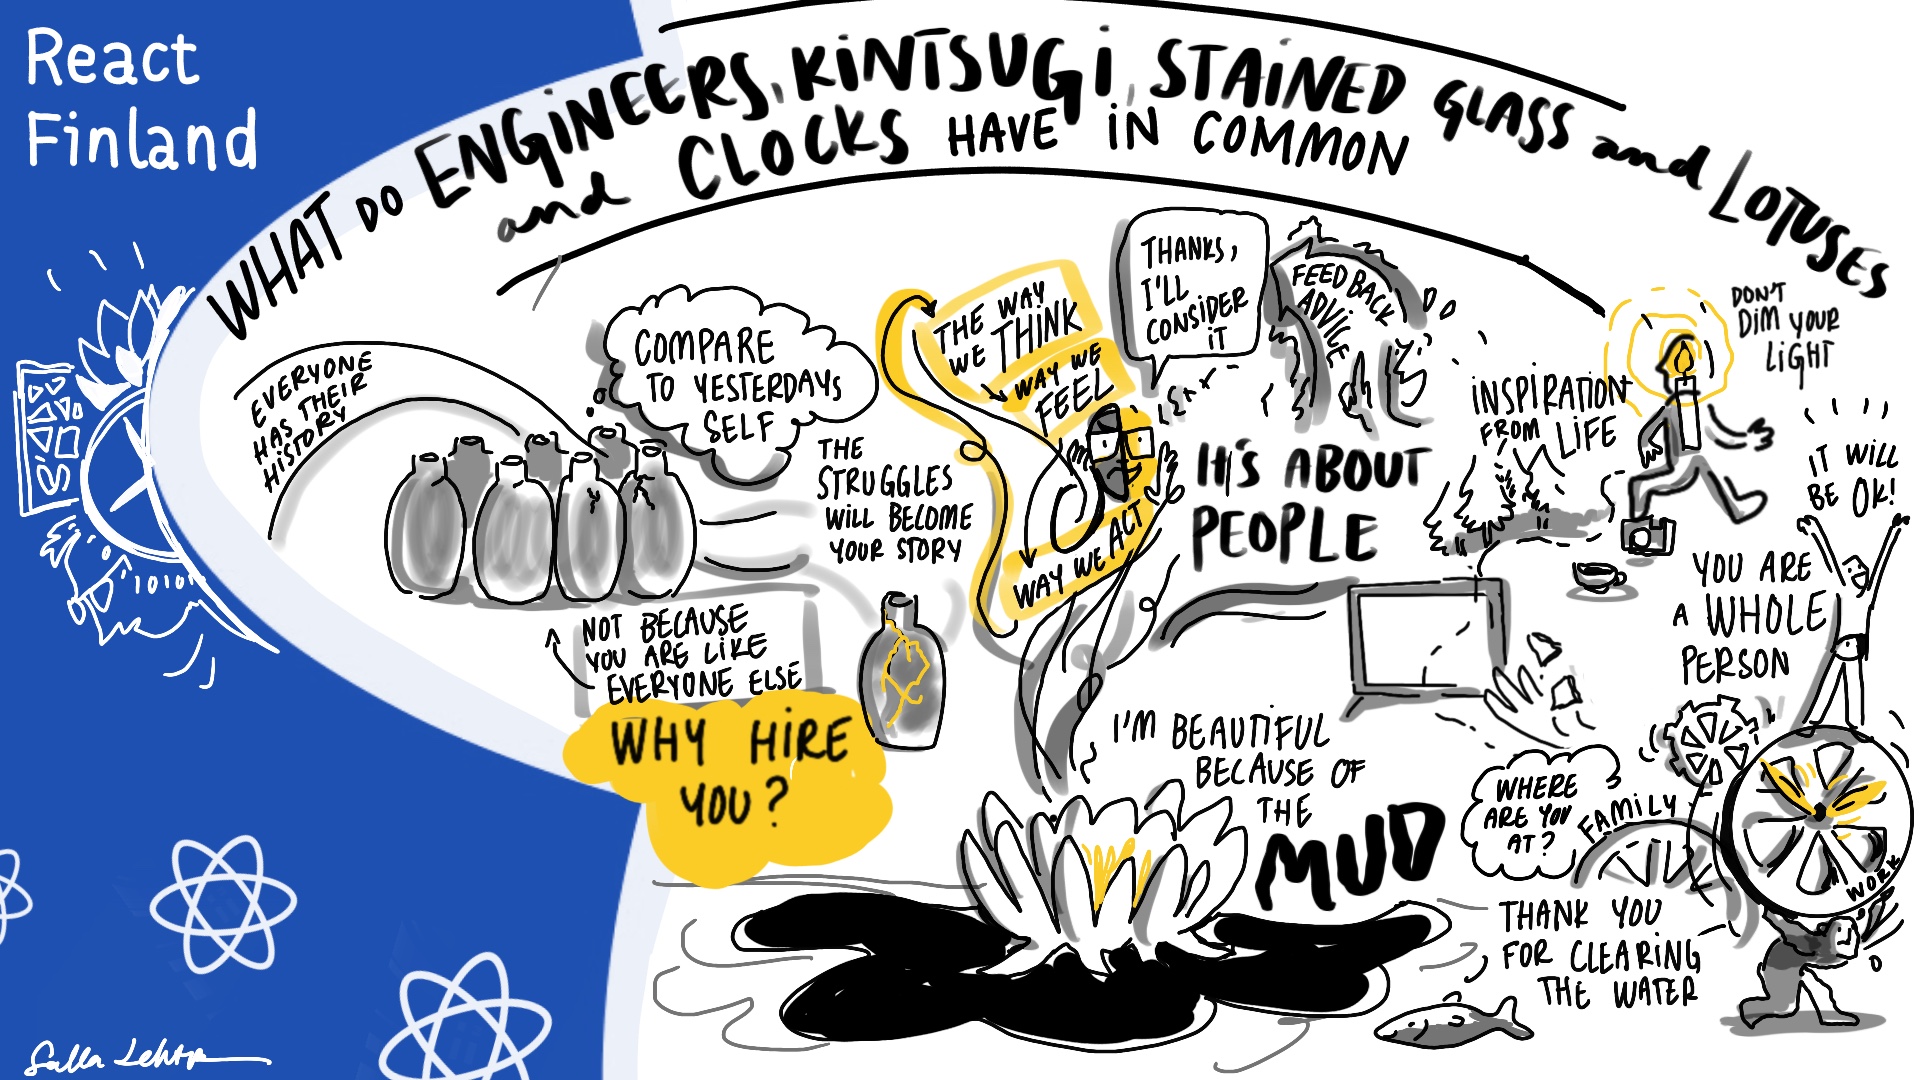 React
Finland
WHAT DO ENGINEERS, KINTSUGI, STAINED GLASS and LOTUSES
and CLOCKS HAVE IN COMMON
EVERYONE
HAS THEIR
HISTORY
COMPARE
TO YESTERDAYS
SELF
THE
STRUGGLES
WILL BECOME
YOUR STORY
NOT BECAUSE
YOU ARE LIKE
EVERYONE ELSE
WHY HIRE
YOU?
THE WAY
WE THINK
WAY WE
FEEL
WAY WE ACT
THANKS,
I'LL
CONSIDER
IT
FEEDBACK
ADVICE
IT'S ABOUT
PEOPLE
INSPIRATION
FROM LIFE
DON'T
DIM YOUR
LIGHT
IT WILL
BE OK!
YOU ARE
A WHOLE
PERSON
I'M BEAUTIFUL
BECAUSE OF
THE
MUD
WHERE
ARE YOU
AT?
FAMILY
WORK
THANK YOU
FOR CLEARING
THE WATER
1010